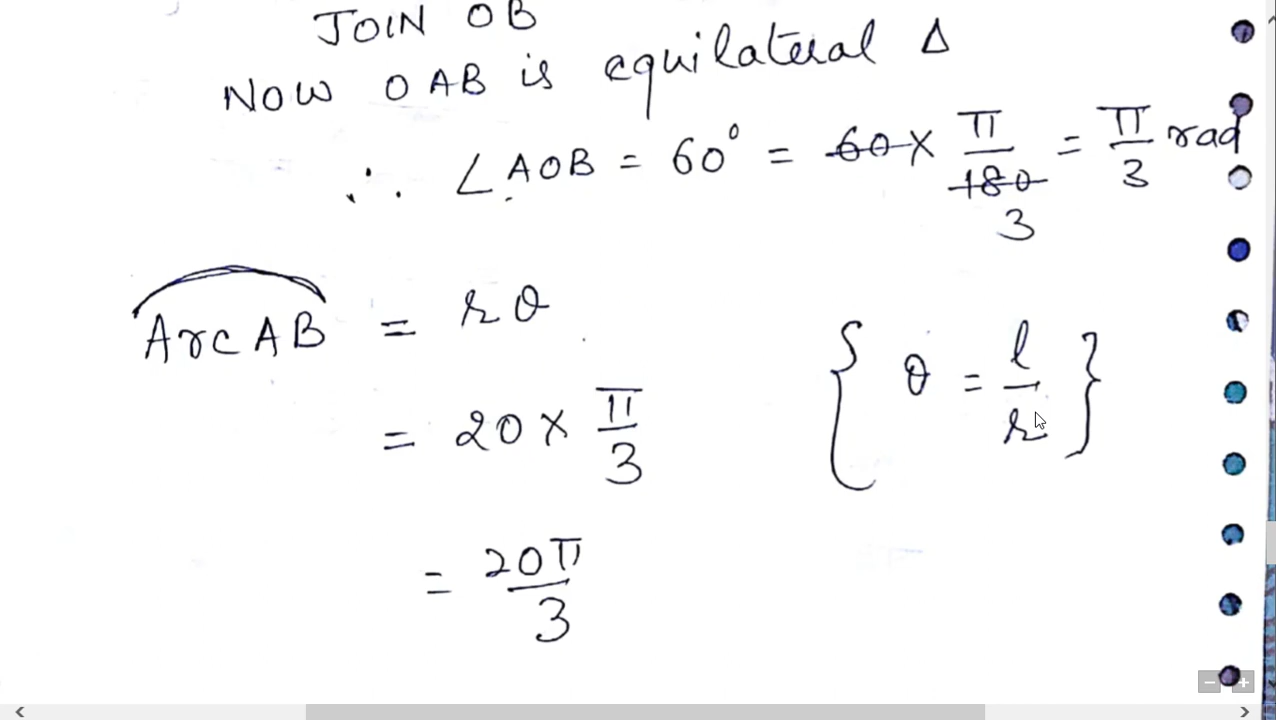 JOIN OB
NOW OAB is equilateral Δ
∴ ∠AOB = 60° = 60 × π/180 = π/3 rad
3
Arc AB = rθ
{ θ = l/r }
= 20 × π/3
= 20π/3